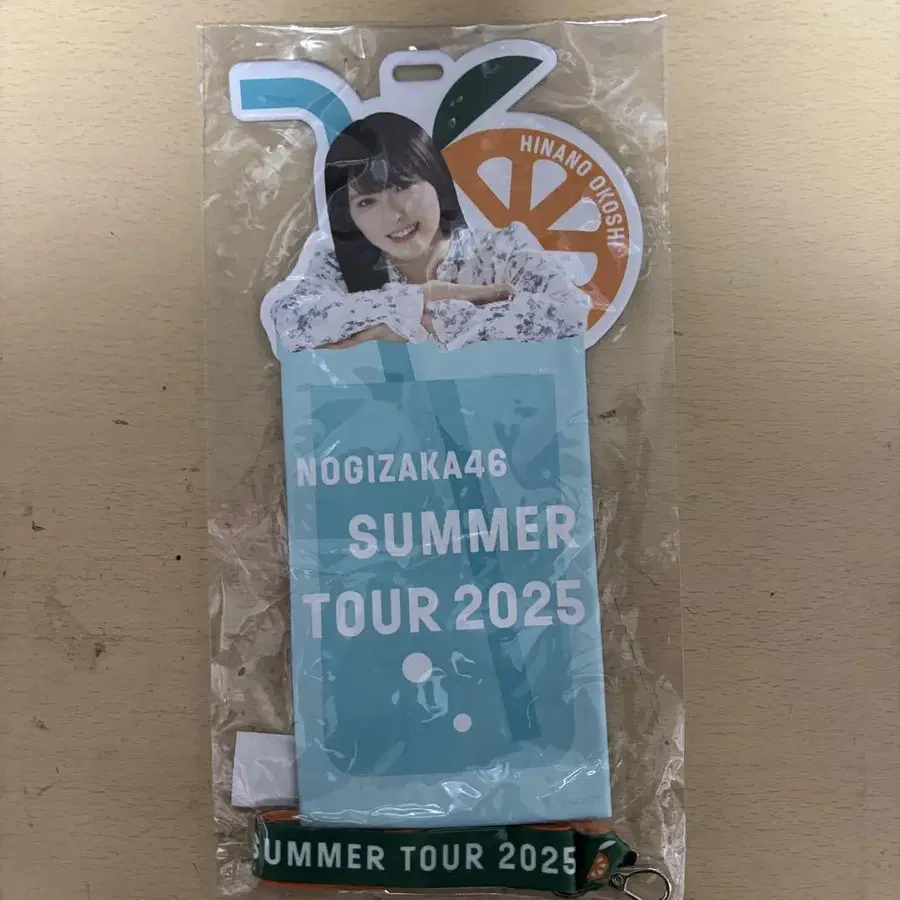 HINANO OKOSHI
NOGIZAKA46
SUMMER
TOUR 2025
SUMMER TOUR 2025